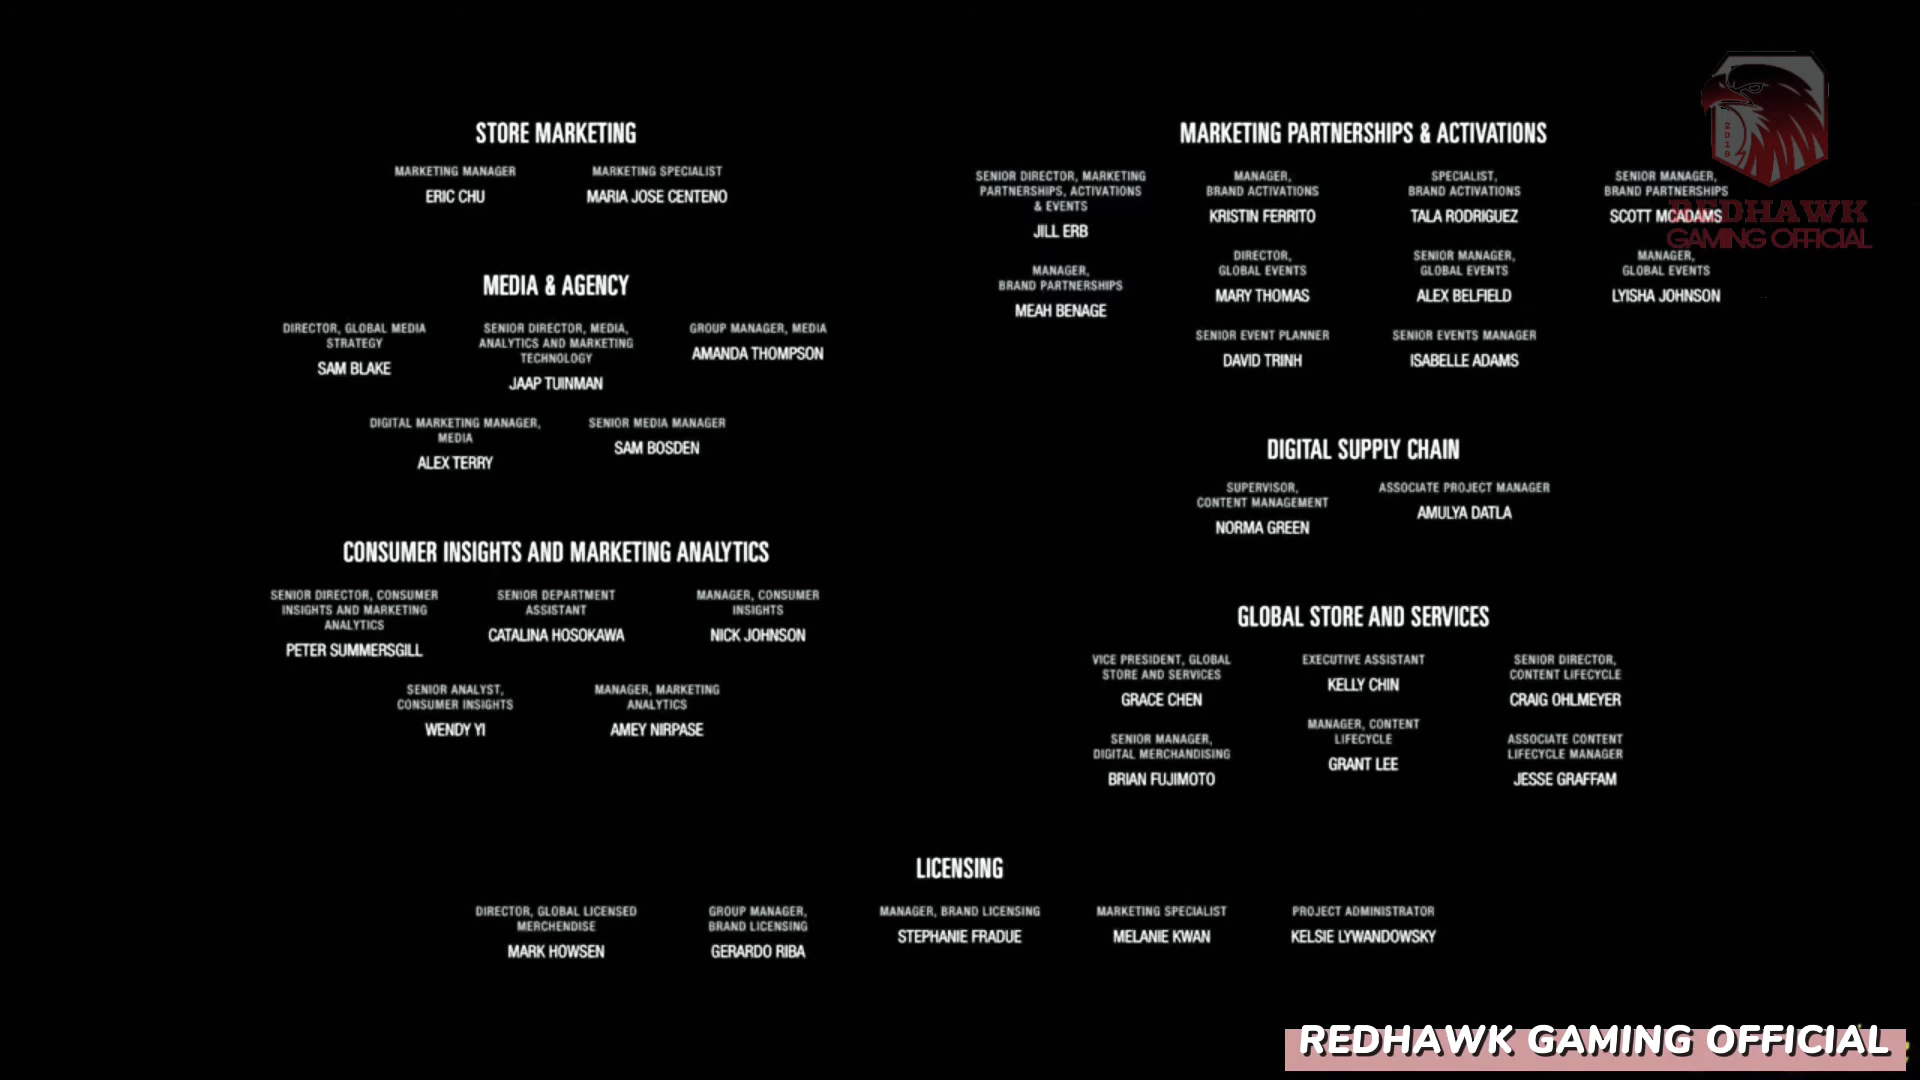 STORE MARKETING
MARKETING MANAGER
ERIC CHU
MARKETING SPECIALIST
MARIA JOSE CENTENO
MEDIA & AGENCY
DIRECTOR, GLOBAL MEDIA
STRATEGY
SAM BLAKE
SENIOR DIRECTOR, MEDIA,
ANALYTICS AND MARKETING
TECHNOLOGY
JAAP TUINMAN
GROUP MANAGER, MEDIA
AMANDA THOMPSON
DIGITAL MARKETING MANAGER,
MEDIA
ALEX TERRY
SENIOR MEDIA MANAGER
SAM BOSDEN
CONSUMER INSIGHTS AND MARKETING ANALYTICS
SENIOR DIRECTOR, CONSUMER
INSIGHTS AND MARKETING
ANALYTICS
PETER SUMMERSGILL
SENIOR DEPARTMENT
ASSISTANT
CATALINA HOSOKAWA
MANAGER, CONSUMER
INSIGHTS
NICK JOHNSON
SENIOR ANALYST,
CONSUMER INSIGHTS
WENDY YI
MANAGER, MARKETING
ANALYTICS
AMEY NIRPASE
MARKETING PARTNERSHIPS & ACTIVATIONS
SENIOR DIRECTOR, MARKETING
PARTNERSHIPS, ACTIVATIONS
& EVENTS
JILL ERB
MANAGER,
BRAND ACTIVATIONS
KRISTIN FERRITO
SPECIALIST,
BRAND ACTIVATIONS
TALA RODRIGUEZ
SENIOR MANAGER,
BRAND PARTNERSHIPS
SCOTT MCADAMS
MANAGER,
BRAND PARTNERSHIPS
MEAH BENAGE
DIRECTOR,
GLOBAL EVENTS
MARY THOMAS
SENIOR MANAGER,
GLOBAL EVENTS
ALEX BELFIELD
MANAGER,
GLOBAL EVENTS
LYISHA JOHNSON
SENIOR EVENT PLANNER
DAVID TRINH
SENIOR EVENTS MANAGER
ISABELLE ADAMS
DIGITAL SUPPLY CHAIN
SUPERVISOR,
CONTENT MANAGEMENT
NORMA GREEN
ASSOCIATE PROJECT MANAGER
AMULYA DATLA
GLOBAL STORE AND SERVICES
VICE PRESIDENT, GLOBAL
STORE AND SERVICES
GRACE CHEN
EXECUTIVE ASSISTANT
KELLY CHIN
SENIOR DIRECTOR,
CONTENT LIFECYCLE
CRAIG OHLMEYER
SENIOR MANAGER,
DIGITAL MERCHANDISING
BRIAN FUJIMOTO
MANAGER, CONTENT
LIFECYCLE
GRANT LEE
ASSOCIATE CONTENT
LIFECYCLE MANAGER
JESSE GRAFFAM
LICENSING
DIRECTOR, GLOBAL LICENSED
MERCHENDISE
MARK HOWSEN
GROUP MANAGER,
BRAND LICENSING
GERARDO RIBA
MANAGER, BRAND LICENSING
STEPHANIE FRADUE
MARKETING SPECIALIST
MELANIE KWAN
PROJECT ADMINISTRATOR
KELSIE LYWANDOWSKY
REDHAWK
GAMING OFFICIAL
REDHAWK GAMING OFFICIAL